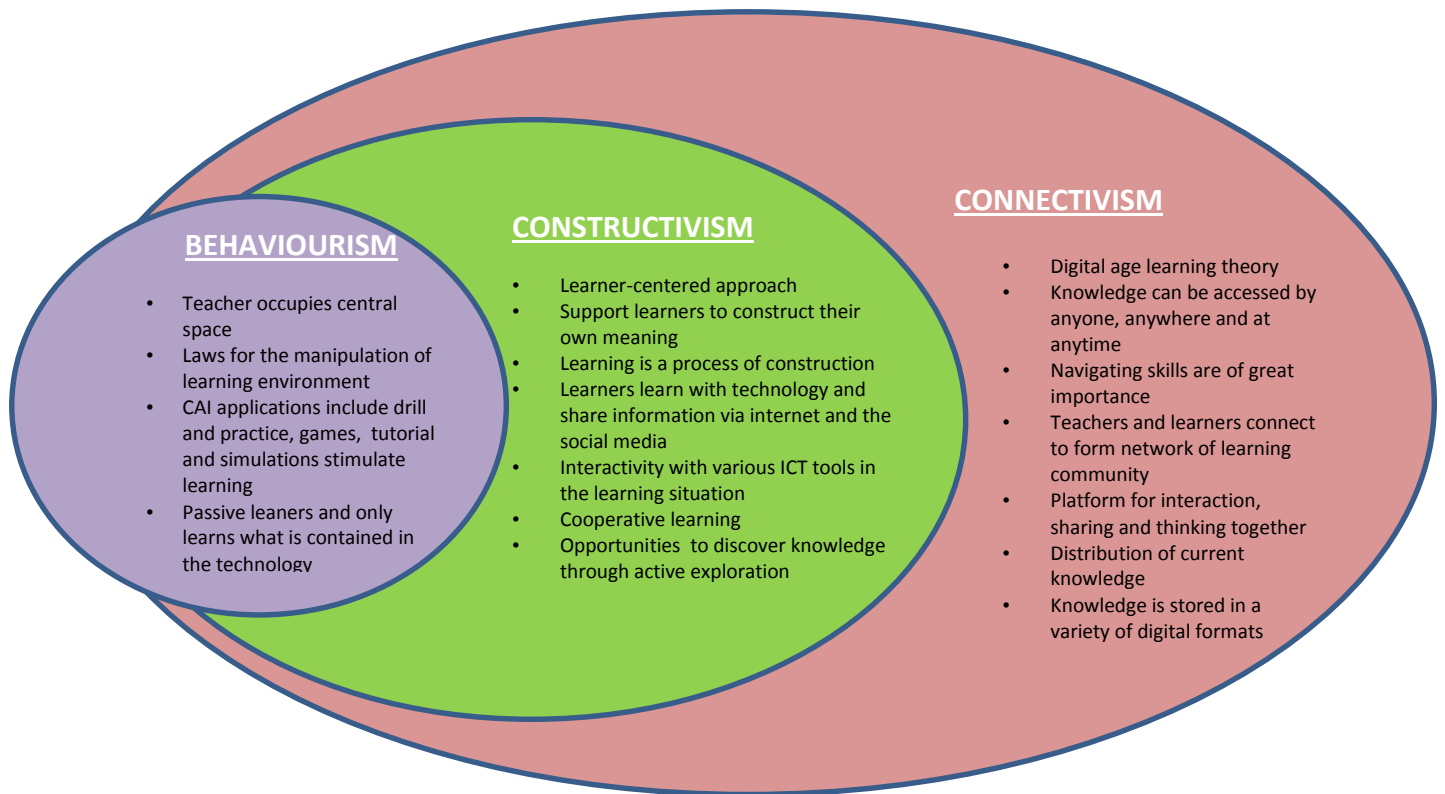 BEHAVIOURISM
• Teacher occupies central
space
• Laws for the manipulation of
learning environment
• CAI applications include drill
and practice, games, tutorial
and simulations stimulate
learning
• Passive leaners and only
learns what is contained in
the technology
CONSTRUCTIVISM
• Learner-centered approach
• Support learners to construct their
own meaning
• Learning is a process of construction
• Learners learn with technology and
share information via internet and the
social media
• Interactivity with various ICT tools in
the learning situation
• Cooperative learning
• Opportunities to discover knowledge
through active exploration
CONNECTIVISM
• Digital age learning theory
• Knowledge can be accessed by
anyone, anywhere and at
anytime
• Navigating skills are of great
importance
• Teachers and learners connect
to form network of learning
community
• Platform for interaction,
sharing and thinking together
• Distribution of current
knowledge
• Knowledge is stored in a
variety of digital formats